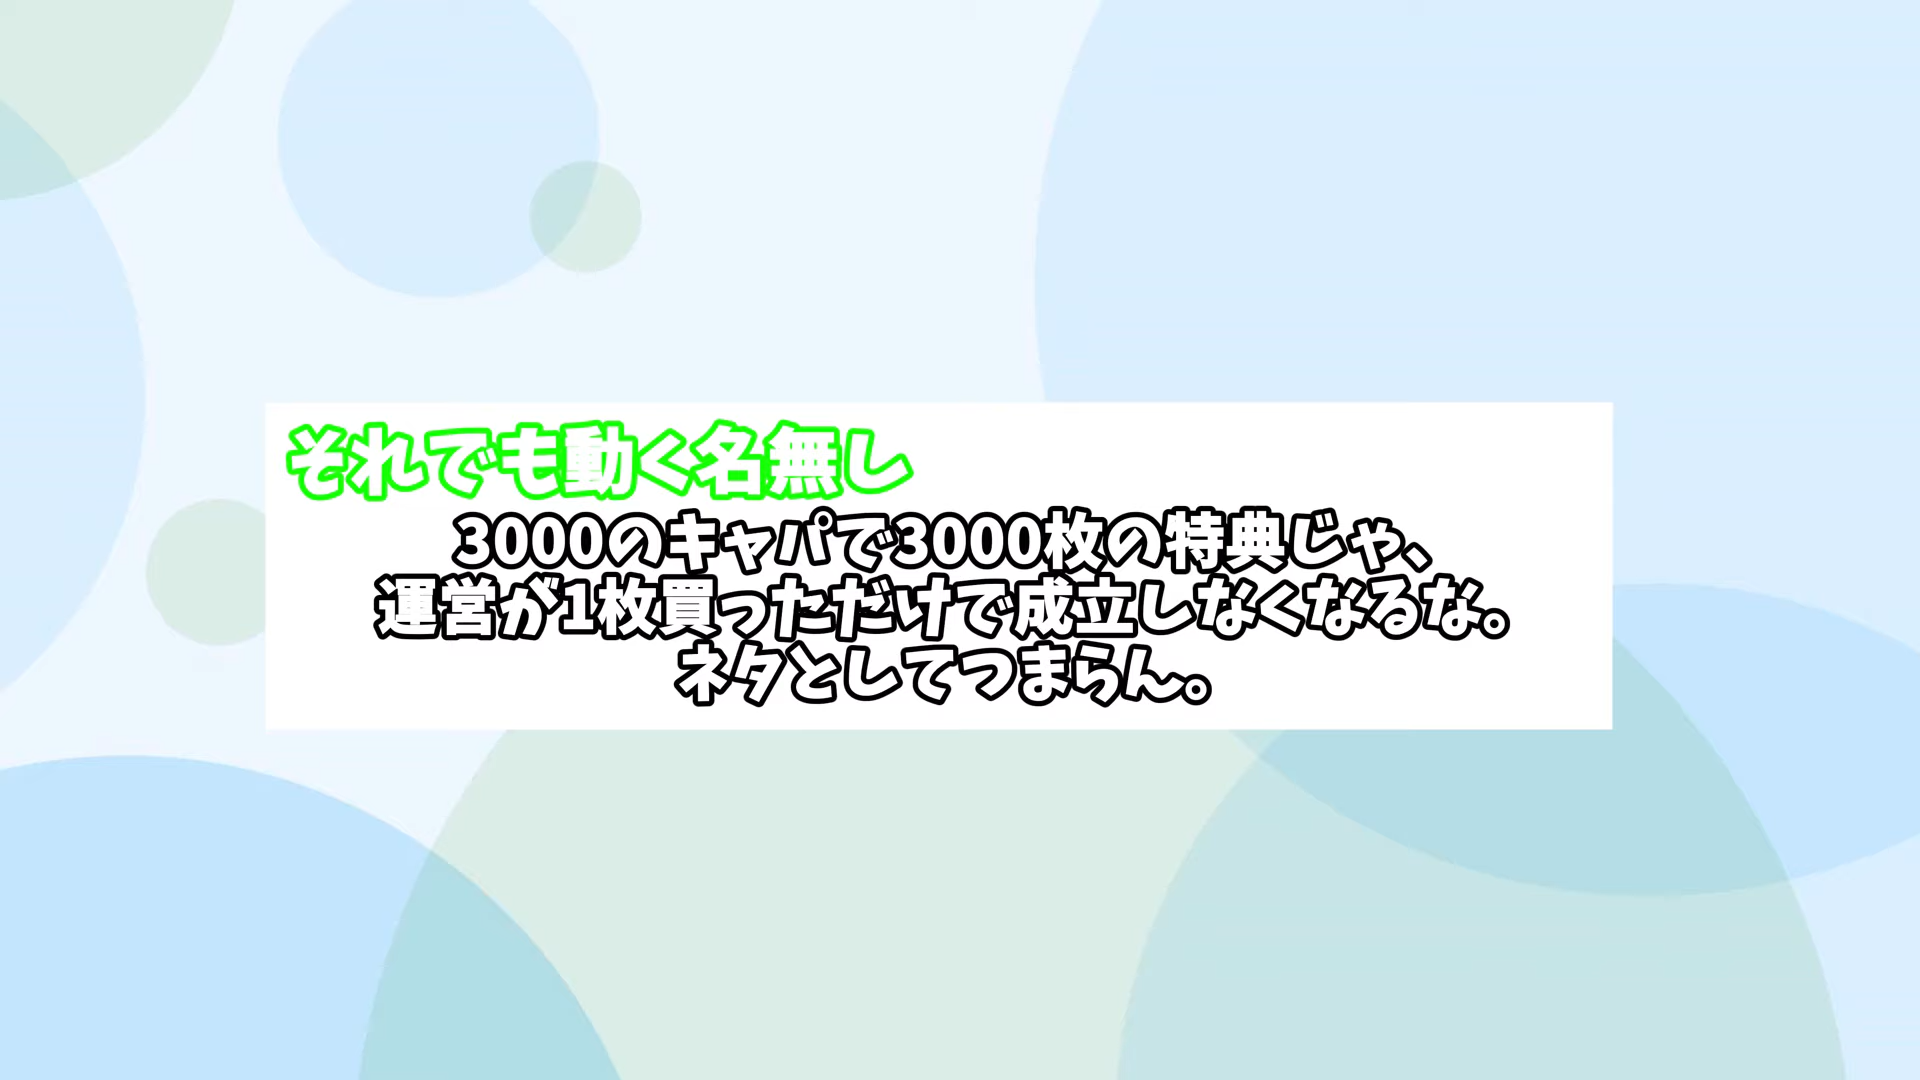 それでも動く名無し
3000のキャパで3000枚の特典じゃ、
運営が1枚買っただけで成立しなくなるな。
ネタとしてつまらん。